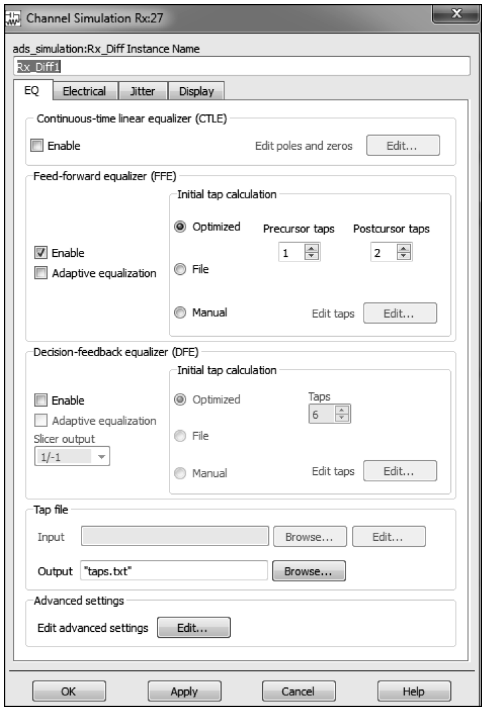 Channel Simulation Rx:27
ads_simulation:Rx_Diff Instance Name
Rx_Diff1
EQ Electrical Jitter Display
Continuous-time linear equalizer (CTLE)
Enable Edit poles and zeros Edit...
Feed-forward equalizer (FFE)
Initial tap calculation
Optimized Precursor taps Postcursor taps
1 2
Enable
Adaptive equalization
File
Manual Edit taps Edit...
Decision-feedback equalizer (DFE)
Initial tap calculation
Enable
Optimized Taps
6
Adaptive equalization
Slicer output
File
1/-1
Manual Edit taps Edit...
Tap file
Input Browse... Edit...
Output "taps.txt" Browse...
Advanced settings
Edit advanced settings Edit...
OK Apply Cancel Help